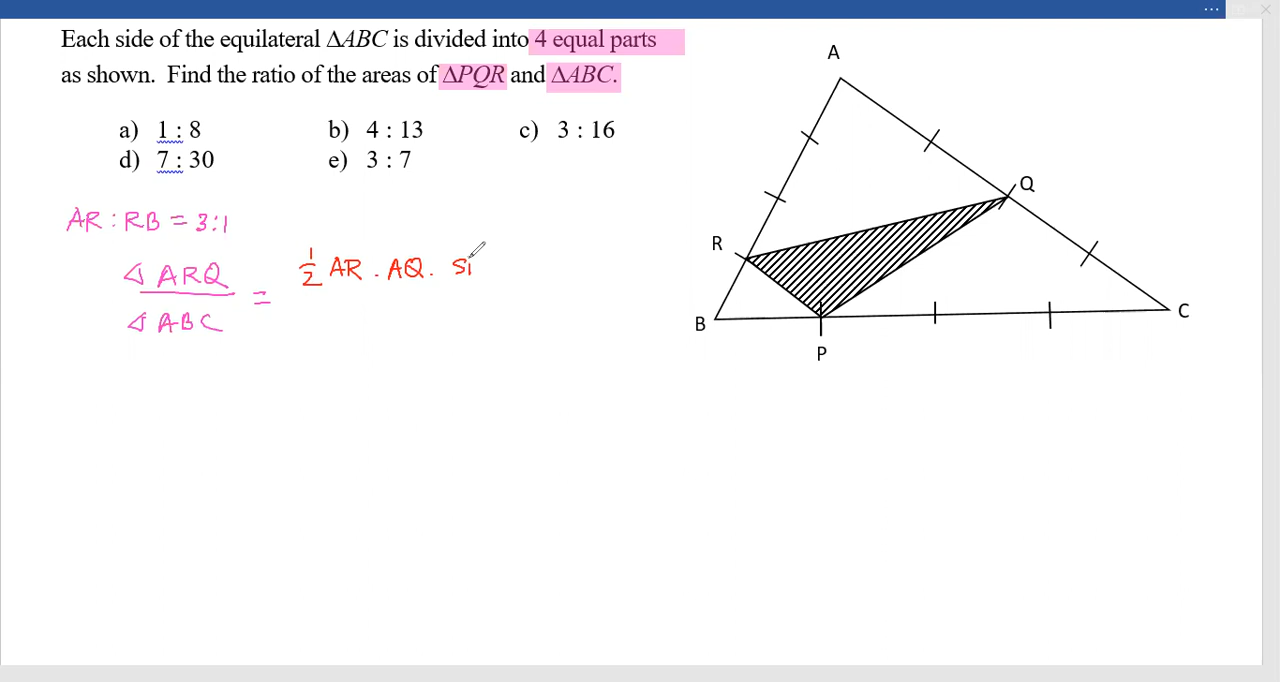 Each side of the equilateral ΔABC is divided into 4 equal parts
as shown. Find the ratio of the areas of ΔPQR and ΔABC.
a) 1 : 8 b) 4 : 13 c) 3 : 16
d) 7 : 30 e) 3 : 7
AR : RB = 3:1
⊿ ARQ / ⊿ ABC = 1/2 AR . AQ. Si
A
Q
R
B
C
P